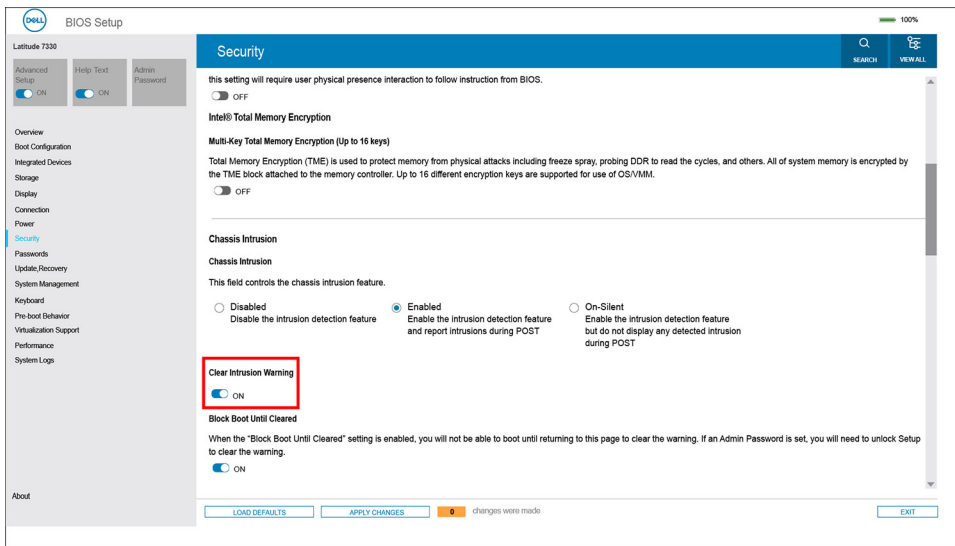 DELL
BIOS Setup
100%
Latitude 7330
Advanced
Setup
ON
Help Text
ON
Admin
Password
Security
SEARCH
VIEW ALL
Overview
Boot Configuration
Integrated Devices
Storage
Display
Connection
Power
Security
Passwords
Update,Recovery
System Management
Keyboard
Pre-boot Behavior
Virtualization Support
Performance
System Logs
About
this setting will require user physical presence interaction to follow instruction from BIOS.
OFF
Intel® Total Memory Encryption
Multi-Key Total Memory Encryption (Up to 16 keys)
Total Memory Encryption (TME) is used to protect memory from physical attacks including freeze spray, probing DDR to read the cycles, and others. All of system memory is encrypted by
the TME block attached to the memory controller. Up to 16 different encryption keys are supported for use of OS/VMM.
OFF
Chassis Intrusion
Chassis Intrusion
This field controls the chassis intrusion feature.
Disabled
Disable the intrusion detection feature
Enabled
Enable the intrusion detection feature
and report intrusions during POST
On-Silent
Enable the intrusion detection feature
but do not display any detected intrusion
during POST
Clear Intrusion Warning
ON
Block Boot Until Cleared
When the "Block Boot Until Cleared" setting is enabled, you will not be able to boot until returning to this page to clear the warning. If an Admin Password is set, you will need to unlock Setup
to clear the warning.
ON
LOAD DEFAULTS
APPLY CHANGES
0
changes were made
EXIT